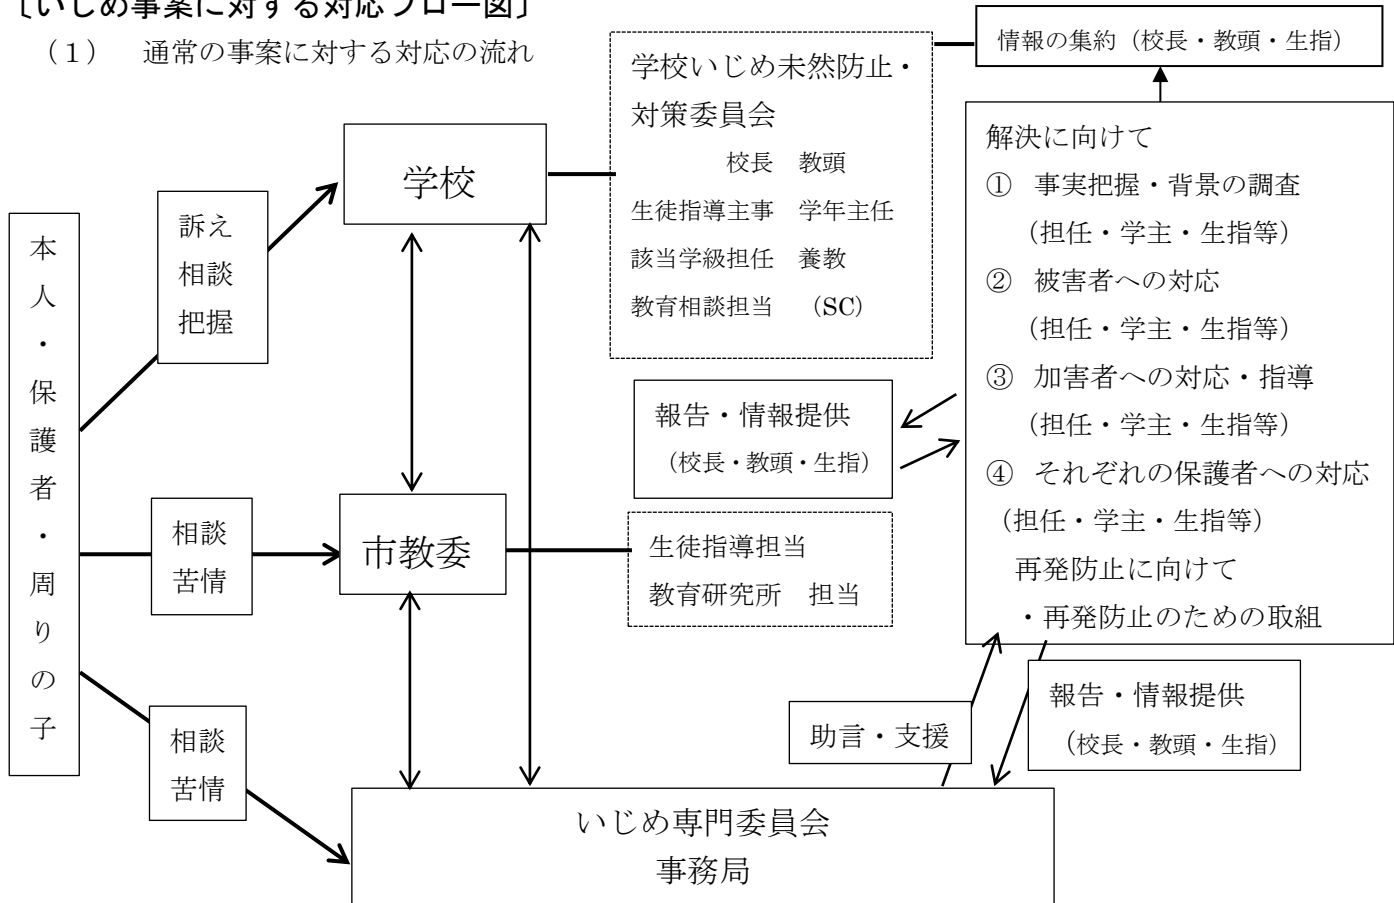 〔いじめ事案に対する対応フロー図〕
（１）　通常の事案に対する対応の流れ
本人・保護者・周りの子
訴え
相談
把握
学校
学校いじめ未然防止・
対策委員会
校長　教頭
生徒指導主事　学年主任
該当学級担任　養教
教育相談担当　（SC）
情報の集約（校長・教頭・生指）
解決に向けて
①　事実把握・背景の調査
（担任・学主・生指等）
②　被害者への対応
（担任・学主・生指等）
③　加害者への対応・指導
（担任・学主・生指等）
④　それぞれの保護者への対応
（担任・学主・生指等）
再発防止に向けて
・再発防止のための取組
報告・情報提供
（校長・教頭・生指）
相談
苦情
市教委
生徒指導担当
教育研究所　担当
相談
苦情
助言・支援
報告・情報提供
（校長・教頭・生指）
いじめ専門委員会
事務局